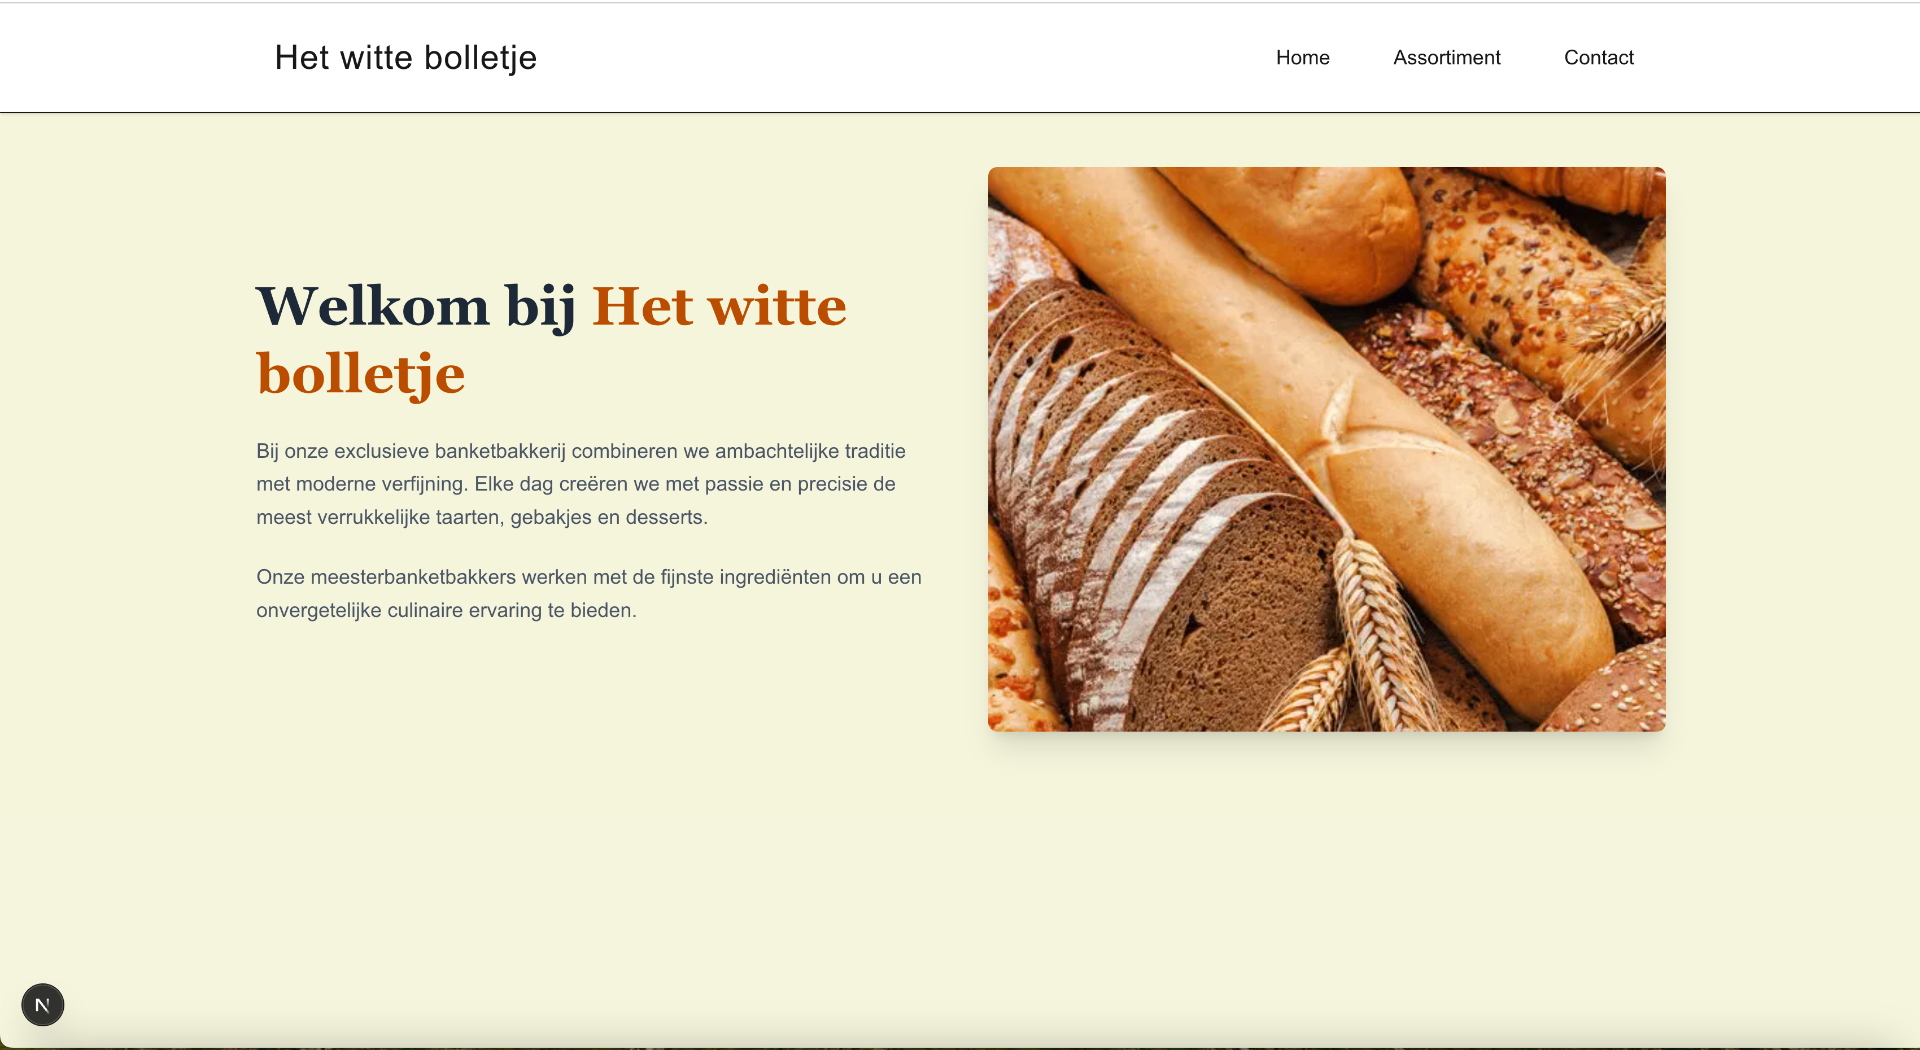 Het witte bolletje
Home
Assortiment
Contact
Welkom bij Het witte
bolletje
Bij onze exclusieve banketbakkerij combineren we ambachtelijke traditie
met moderne verfijning. Elke dag creëren we met passie en precisie de
meest verrukkelijke taarten, gebakjes en desserts.
Onze meesterbanketbakkers werken met de fijnste ingrediënten om u een
onvergetelijke culinaire ervaring te bieden.
N